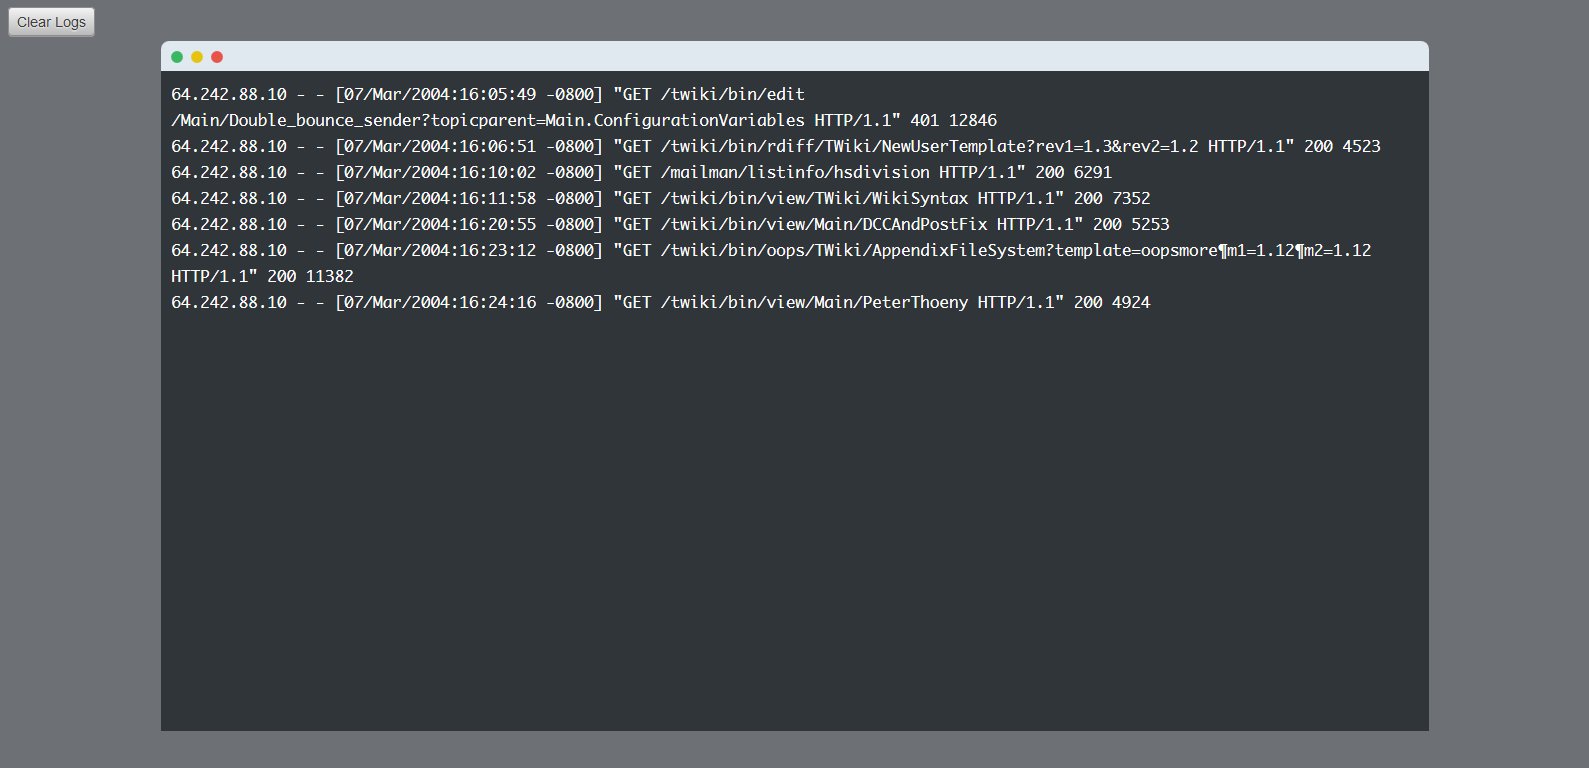 Clear Logs
64.242.88.10 - - [07/Mar/2004:16:05:49 -0800] "GET /twiki/bin/edit
/Main/Double_bounce_sender?topicparent=Main.ConfigurationVariables HTTP/1.1" 401 12846
64.242.88.10 - - [07/Mar/2004:16:06:51 -0800] "GET /twiki/bin/rdiff/TWiki/NewUserTemplate?rev1=1.3&rev2=1.2 HTTP/1.1" 200 4523
64.242.88.10 - - [07/Mar/2004:16:10:02 -0800] "GET /mailman/listinfo/hsdivision HTTP/1.1" 200 6291
64.242.88.10 - - [07/Mar/2004:16:11:58 -0800] "GET /twiki/bin/view/TWiki/WikiSyntax HTTP/1.1" 200 7352
64.242.88.10 - - [07/Mar/2004:16:20:55 -0800] "GET /twiki/bin/view/Main/DCCAndPostFix HTTP/1.1" 200 5253
64.242.88.10 - - [07/Mar/2004:16:23:12 -0800] "GET /twiki/bin/oops/TWiki/AppendixFileSystem?template=oopsmore¶m1=1.12¶m2=1.12
HTTP/1.1" 200 11382
64.242.88.10 - - [07/Mar/2004:16:24:16 -0800] "GET /twiki/bin/view/Main/PeterThoeny HTTP/1.1" 200 4924